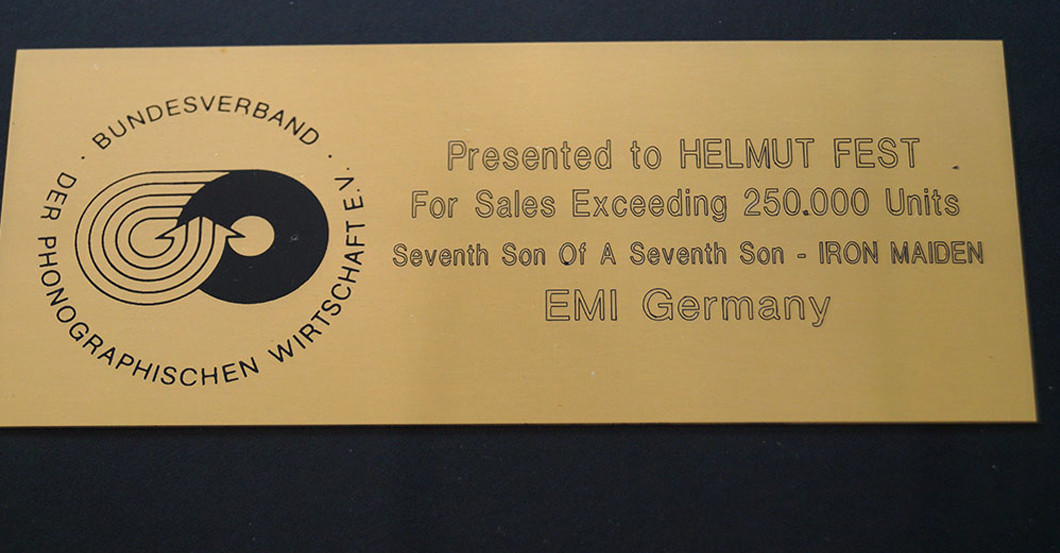 · BUNDESVERBAND ·
DER PHONOGRAPHISCHEN WIRTSCHAFT E.V.
Presented to HELMUT FEST
For Sales Exceeding 250.000 Units
Seventh Son Of A Seventh Son - IRON MAIDEN
EMI Germany